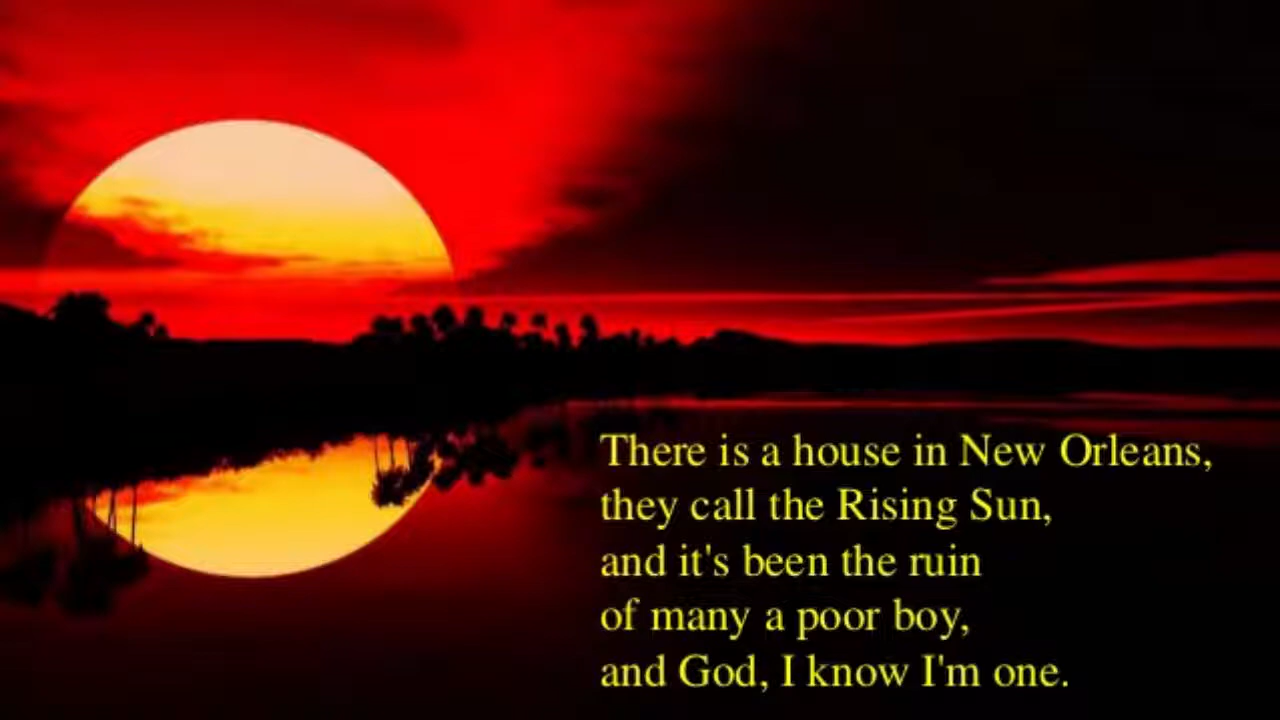 There is a house in New Orleans,
they call the Rising Sun,
and it's been the ruin
of many a poor boy,
and God, I know I'm one.